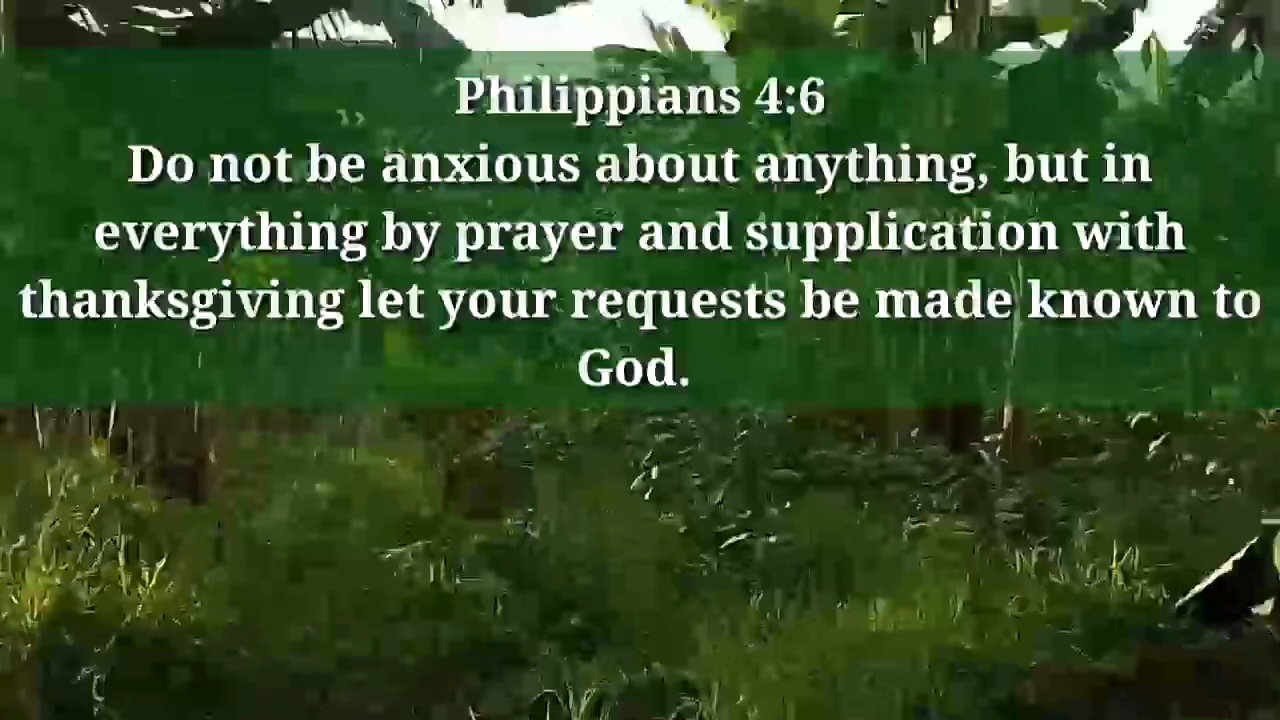 Philippians 4:6
Do not be anxious about anything, but in
everything by prayer and supplication with
thanksgiving let your requests be made known to
God.